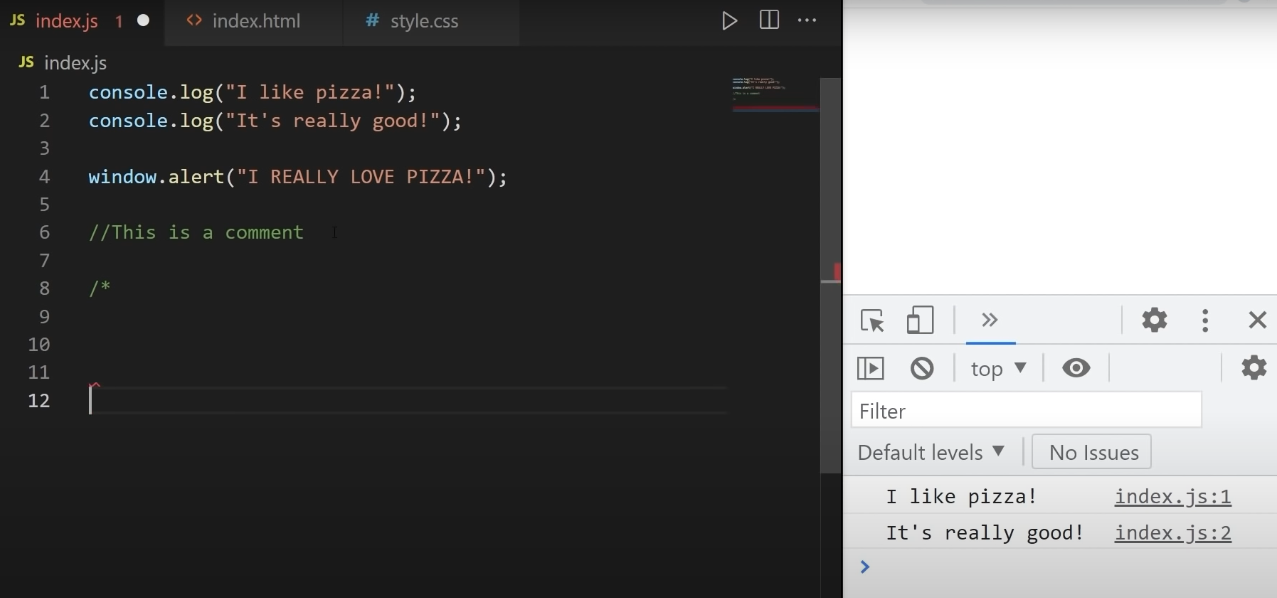 JS index.js 1 ● <> index.html # style.css
JS index.js
1 console.log("I like pizza!");
2 console.log("It's really good!");
3
4 window.alert("I REALLY LOVE PIZZA!");
5
6 //This is a comment
7
8 /*
9
10
11
12
top ▼
Filter
Default levels ▼ No Issues
I like pizza! index.js:1
It's really good! index.js:2
>